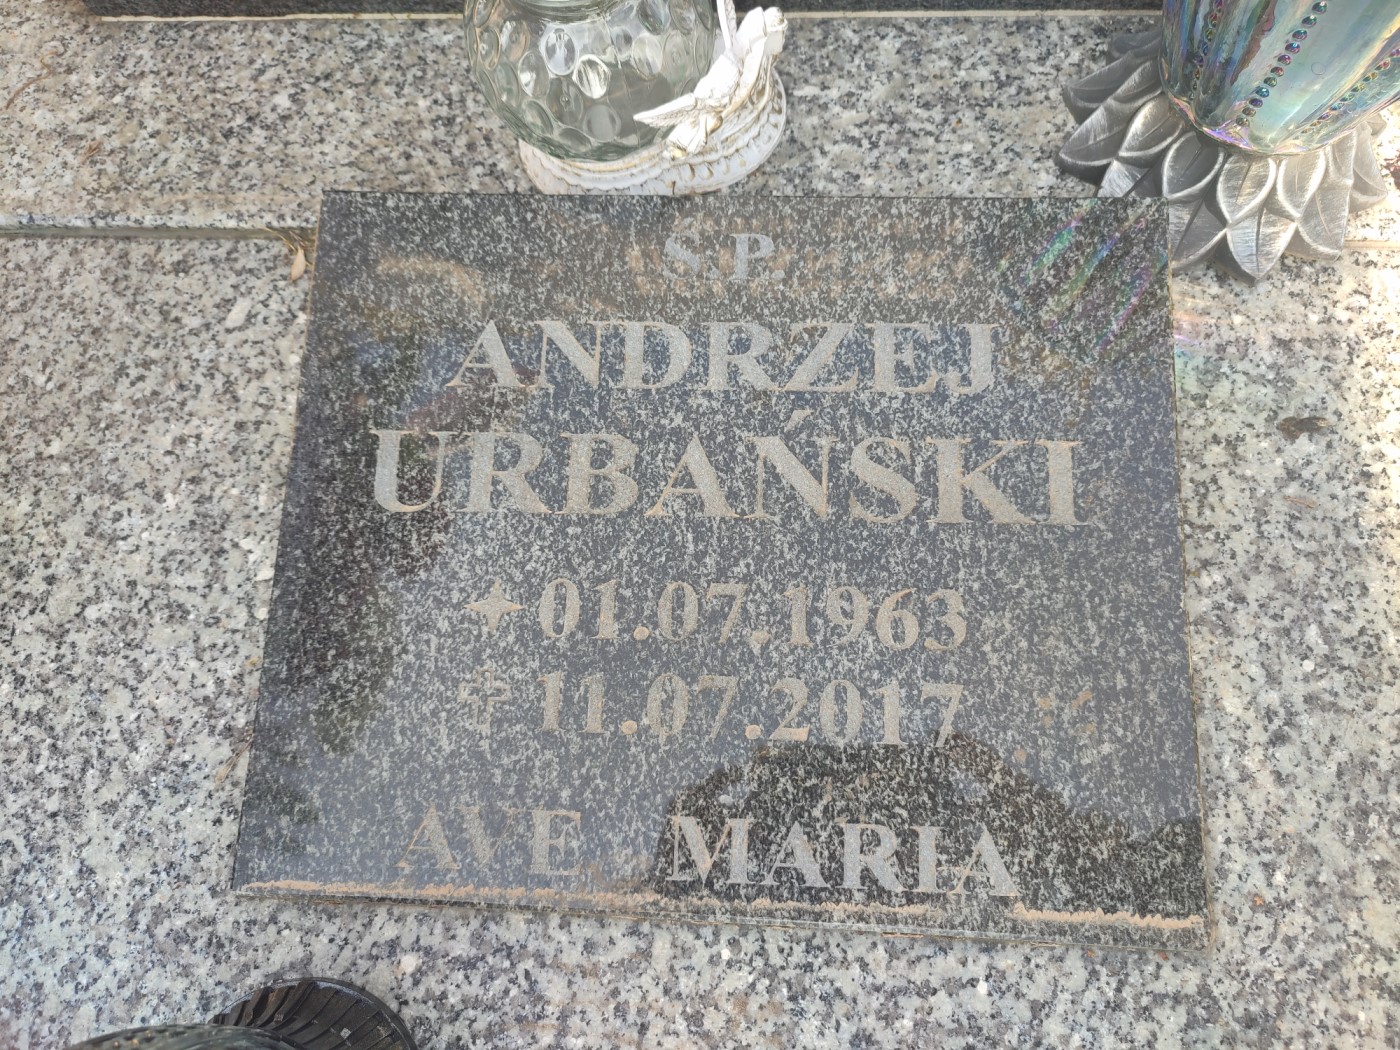 Ś.P.
ANDRZEJ
URBAŃSKI
01.07.1963
11.07.2017
AVE MARIA